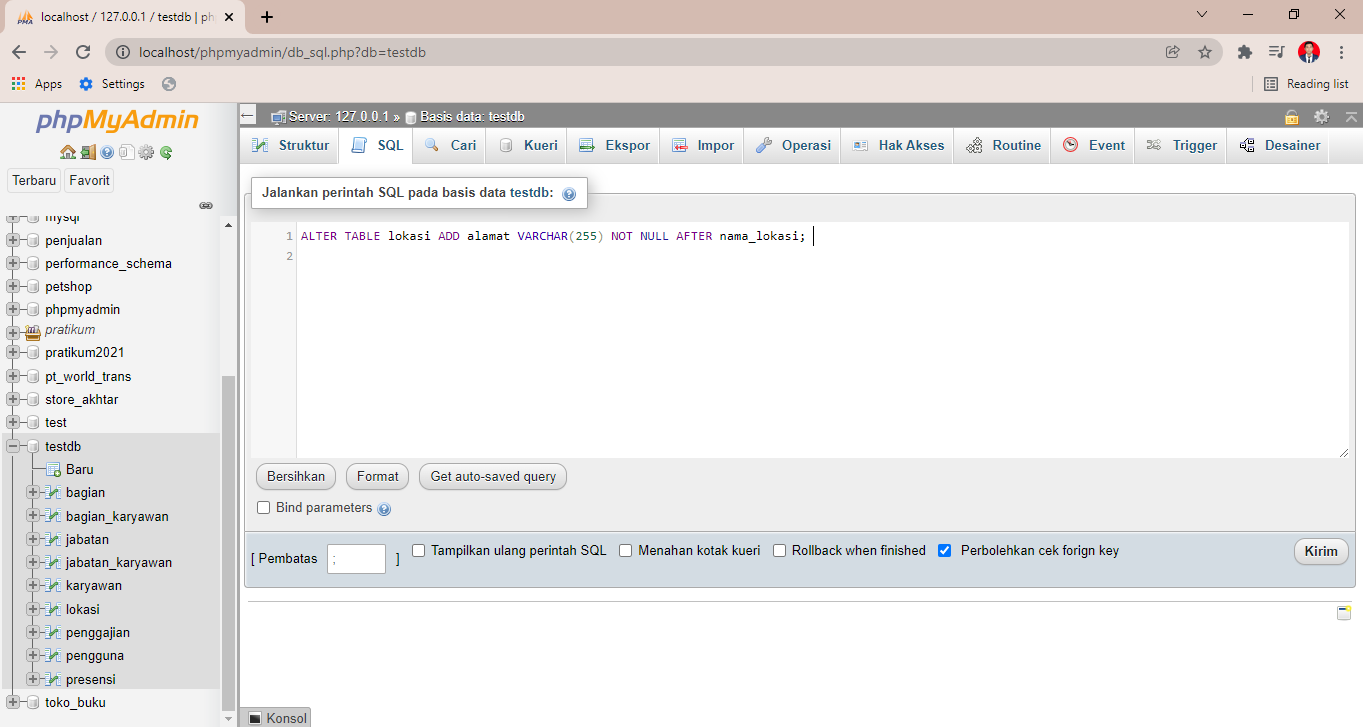 localhost / 127.0.0.1 / testdb | ph
localhost/phpmyadmin/db_sql.php?db=testdb
Apps
Settings
Reading list
phpMyAdmin
Terbaru
Favorit
mysql
penjualan
performance_schema
petshop
phpmyadmin
pratikum
pratikum2021
pt_world_trans
store_akhtar
test
testdb
Baru
bagian
bagian_karyawan
jabatan
jabatan_karyawan
karyawan
lokasi
penggajian
pengguna
presensi
toko_buku
Server: 127.0.0.1 » Basis data: testdb
Struktur
SQL
Cari
Kueri
Ekspor
Impor
Operasi
Hak Akses
Routine
Event
Trigger
Desainer
Jalankan perintah SQL pada basis data testdb:
1 ALTER TABLE lokasi ADD alamat VARCHAR(255) NOT NULL AFTER nama_lokasi;
2
Bersihkan
Format
Get auto-saved query
Bind parameters
[ Pembatas ; ]
Tampilkan ulang perintah SQL
Menahan kotak kueri
Rollback when finished
Perbolehkan cek forign key
Kirim
Konsol